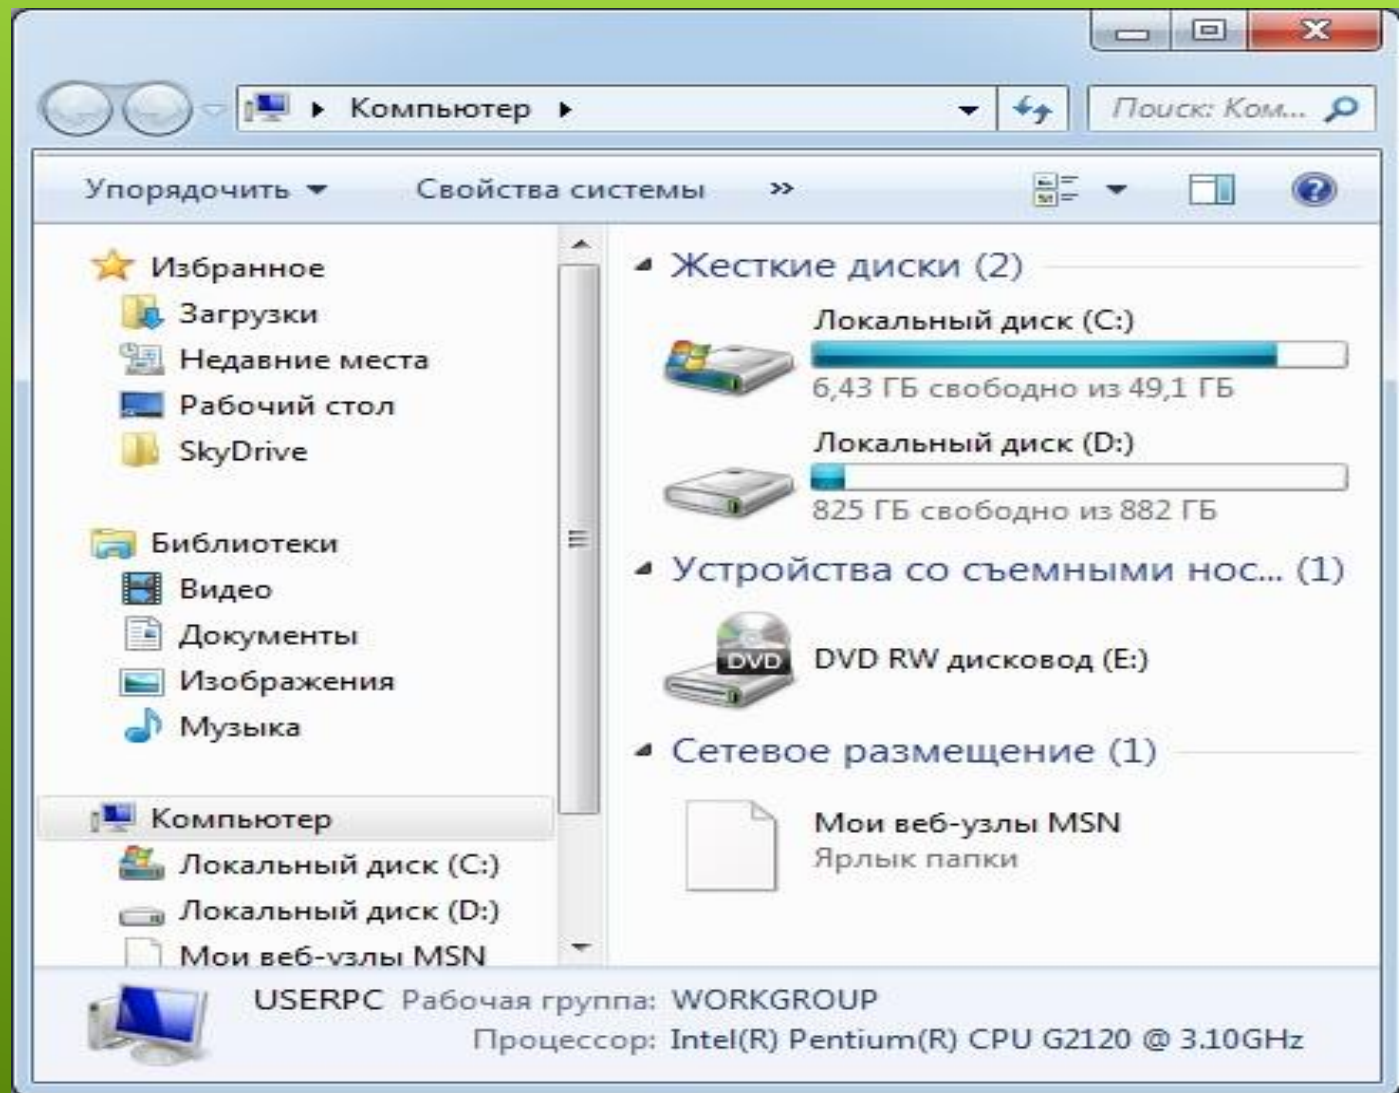 Компьютер
Поиск: Ком...
Упорядочить
Свойства системы »
Избранное
Загрузки
Недавние места
Рабочий стол
SkyDrive
Библиотеки
Видео
Документы
Изображения
Музыка
Компьютер
Локальный диск (C:)
Локальный диск (D:)
Мои веб-узлы MSN
Жесткие диски (2)
Локальный диск (C:)
6,43 ГБ свободно из 49,1 ГБ
Локальный диск (D:)
825 ГБ свободно из 882 ГБ
Устройства со съемными нос... (1)
DVD
DVD RW дисковод (E:)
Сетевое размещение (1)
Мои веб-узлы MSN
Ярлык папки
USERPC Рабочая группа: WORKGROUP
Процессор: Intel(R) Pentium(R) CPU G2120 @ 3.10GHz